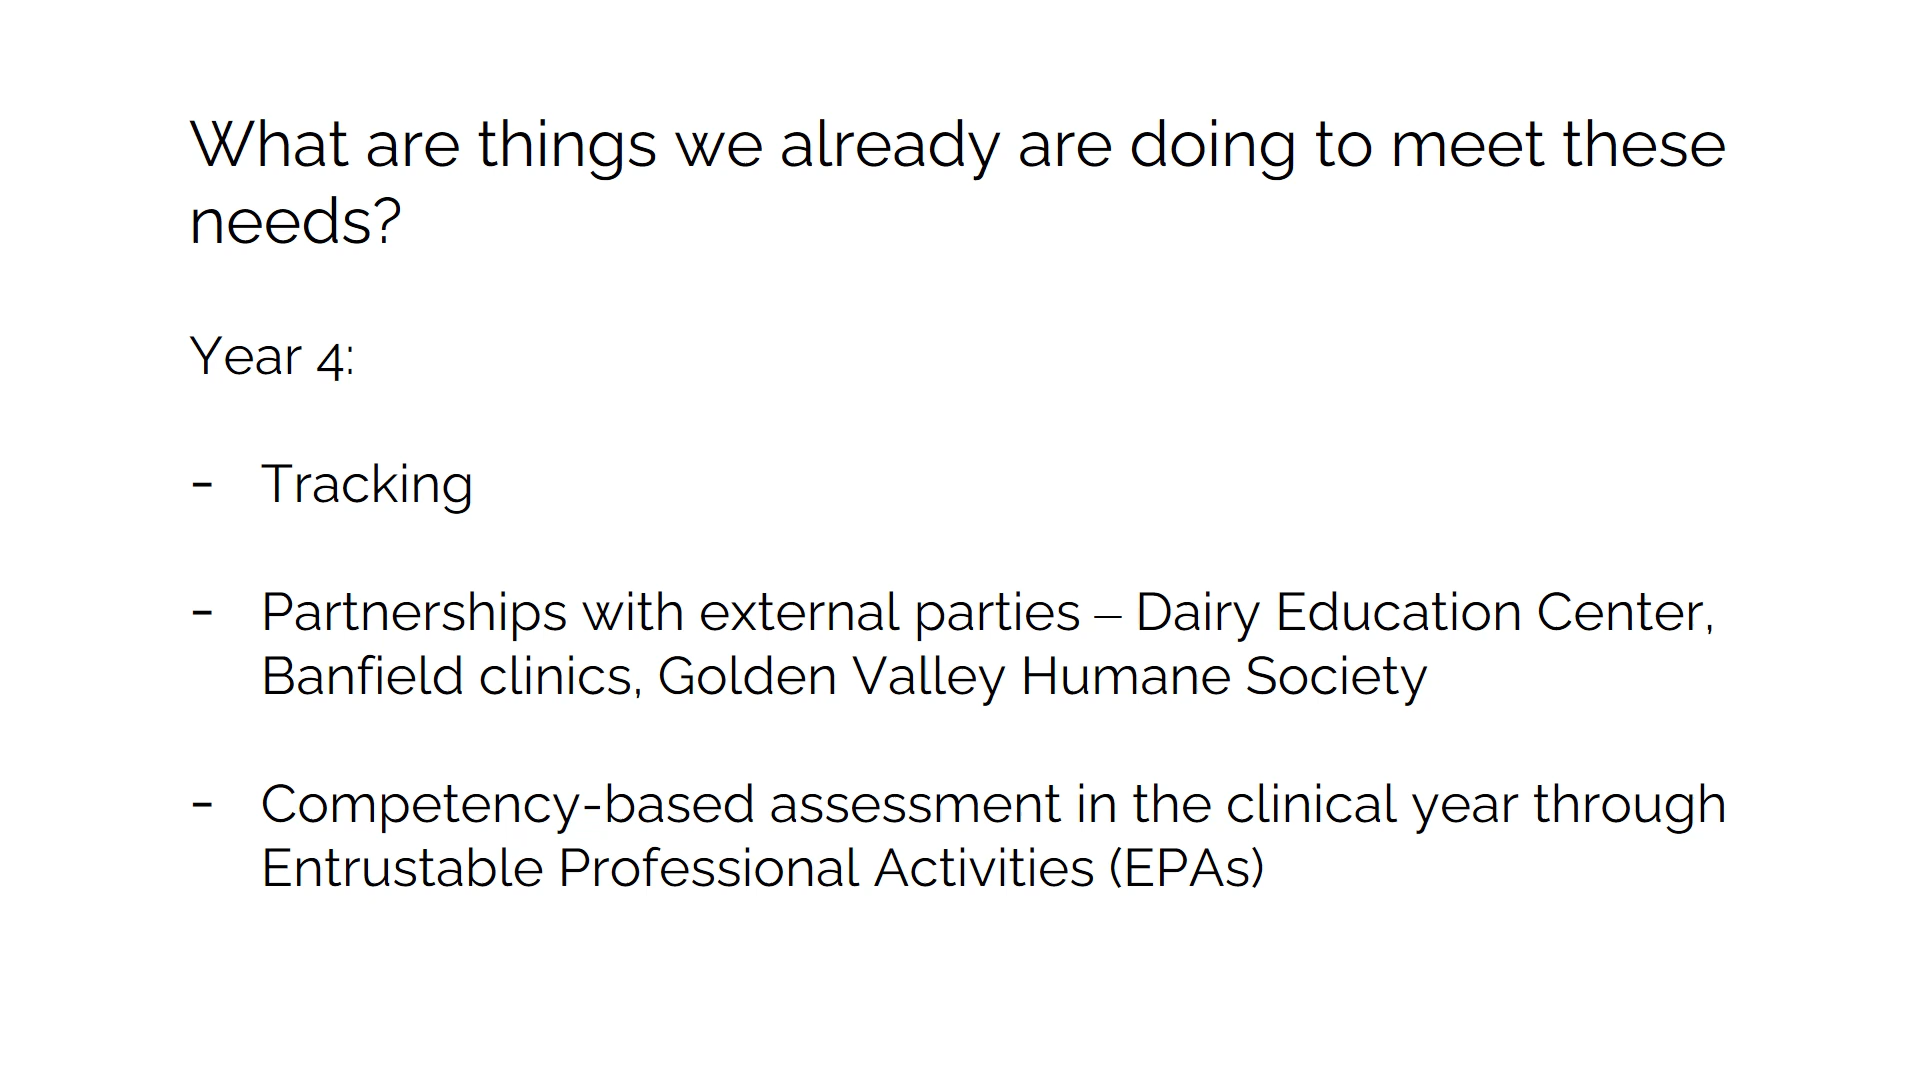 What are things we already are doing to meet these
needs?
Year 4:
- Tracking
- Partnerships with external parties – Dairy Education Center,
Banfield clinics, Golden Valley Humane Society
- Competency-based assessment in the clinical year through
Entrustable Professional Activities (EPAs)